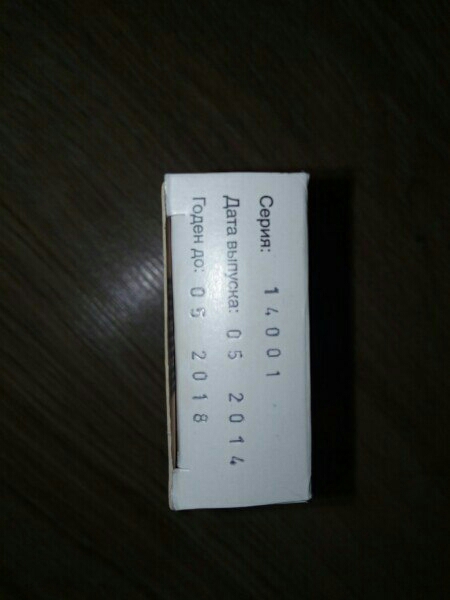 Серия: 14001
Дата выпуска: 05 2014
Годен до: 05 2018